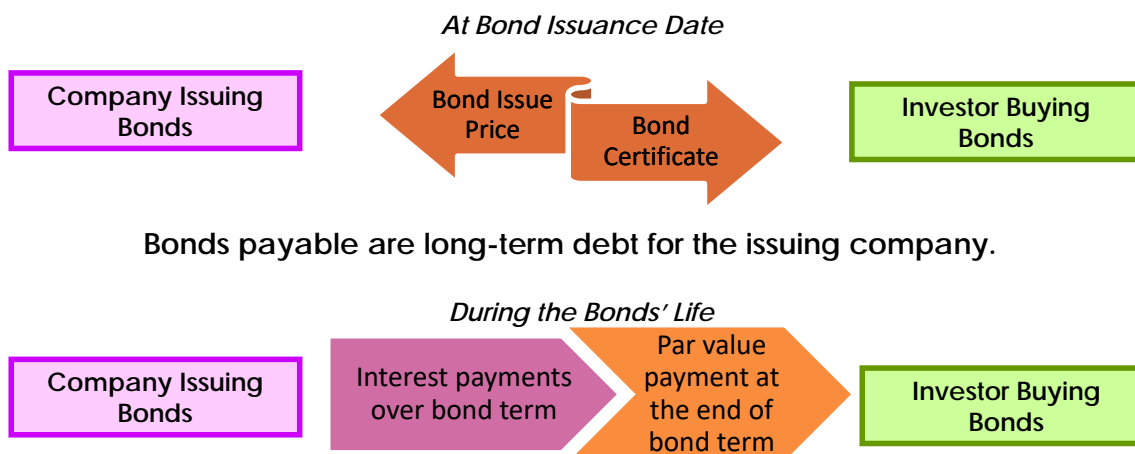 At Bond Issuance Date
Company Issuing
Bonds
Bond Issue
Price
Bond
Certificate
Investor Buying
Bonds
Bonds payable are long-term debt for the issuing company.
During the Bonds' Life
Company Issuing
Bonds
Interest payments
over bond term
Par value
payment at
the end of
bond term
Investor Buying
Bonds